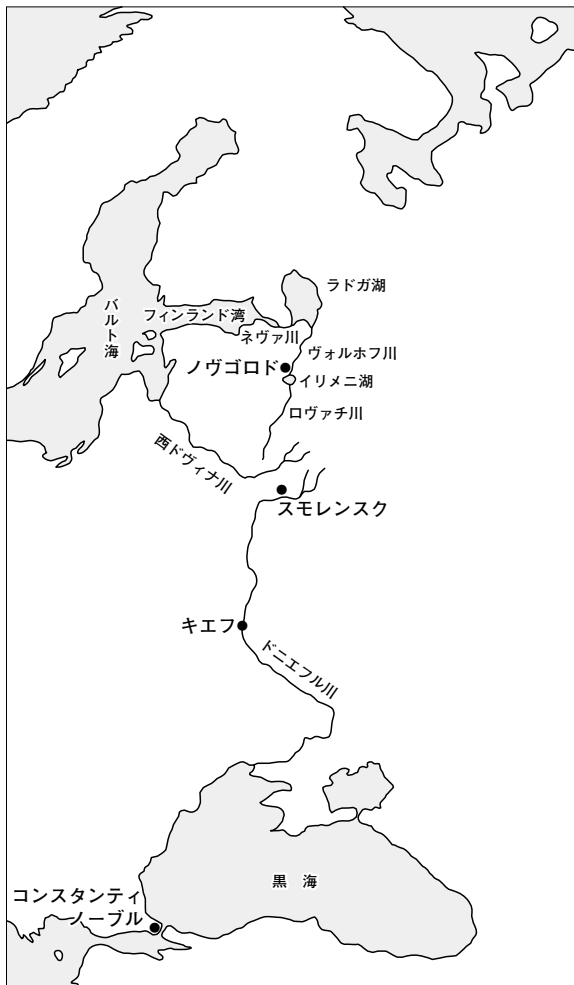 ラドガ湖
バルト海
フィンランド湾
ネヴァ川
ヴォルホフ川
ノヴゴロド
イリメニ湖
ロヴァチ川
西ドヴィナ川
スモレンスク
キエフ
ドニエフル川
黒 海
コンスタンティ
ノーブル